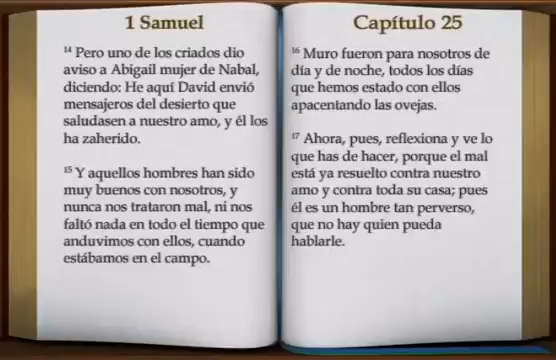 1 Samuel
¹⁴ Pero uno de los criados dio
aviso a Abigail mujer de Nabal,
diciendo: He aquí David envió
mensajeros del desierto que
saludasen a nuestro amo, y él los
ha zaherido.
¹⁵ Y aquellos hombres han sido
muy buenos con nosotros, y
nunca nos trataron mal, ni nos
faltó nada en todo el tiempo que
anduvimos con ellos, cuando
estábamos en el campo.
Capítulo 25
¹⁶ Muro fueron para nosotros de
día y de noche, todos los días
que hemos estado con ellos
apacentando las ovejas.
¹⁷ Ahora, pues, reflexiona y ve lo
que has de hacer, porque el mal
está ya resuelto contra nuestro
amo y contra toda su casa; pues
él es un hombre tan perverso,
que no hay quien pueda
hablarle.